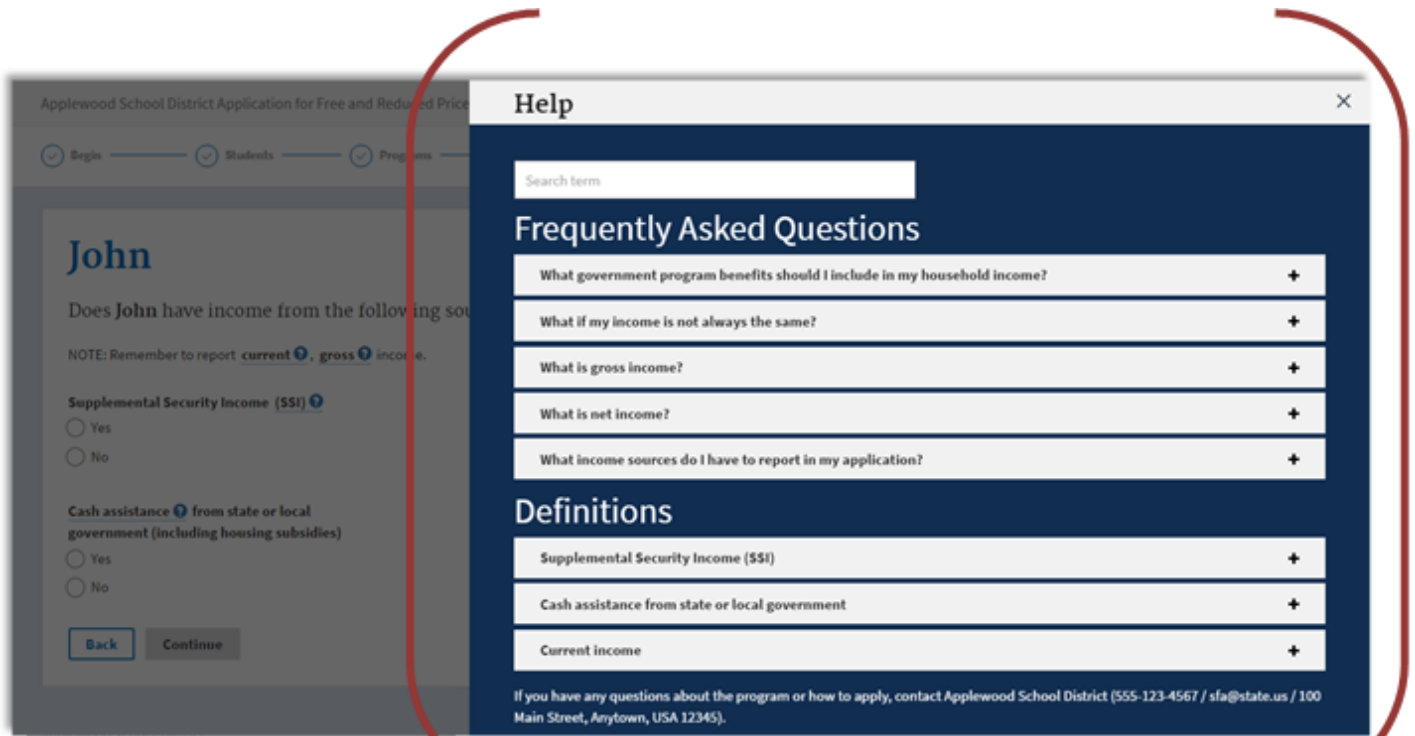 Applewood School District Application for Free and Reduced Price
Begin
Students
Programs
John
Does John have income from the following sou
NOTE: Remember to report current ?, gross ? income.
Supplemental Security Income (SSI) ?
Yes
No
Cash assistance ? from state or local
government (including housing subsidies)
Yes
No
Back
Continue
Help
Search term
Frequently Asked Questions
What government program benefits should I include in my household income?
What if my income is not always the same?
What is gross income?
What is net income?
What income sources do I have to report in my application?
Definitions
Supplemental Security Income (SSI)
Cash assistance from state or local government
Current income
If you have any questions about the program or how to apply, contact Applewood School District (555-123-4567 / sfa@state.us / 100
Main Street, Anytown, USA 12345).